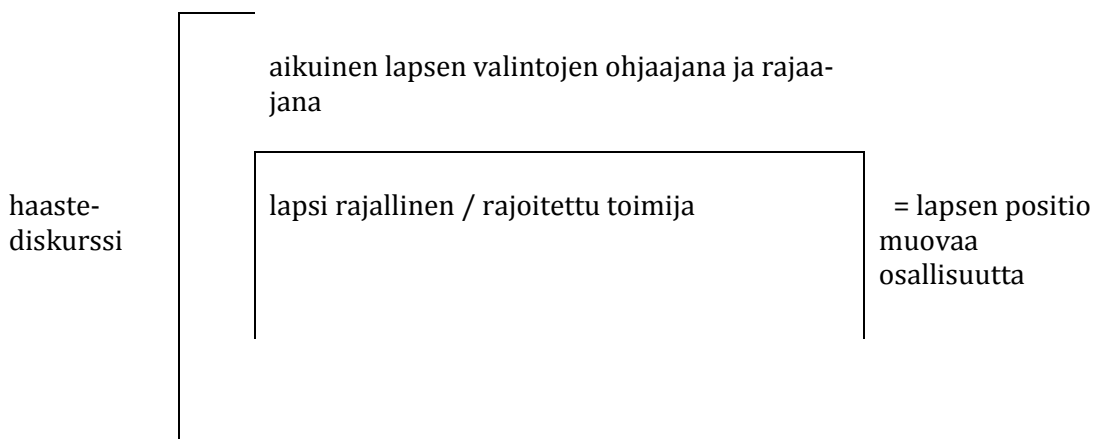 aikuinen lapsen valintojen ohjaajana ja rajaa-
jana
haaste-
diskurssi
lapsi rajallinen / rajoitettu toimija
= lapsen positio
muovaa
osallisuutta